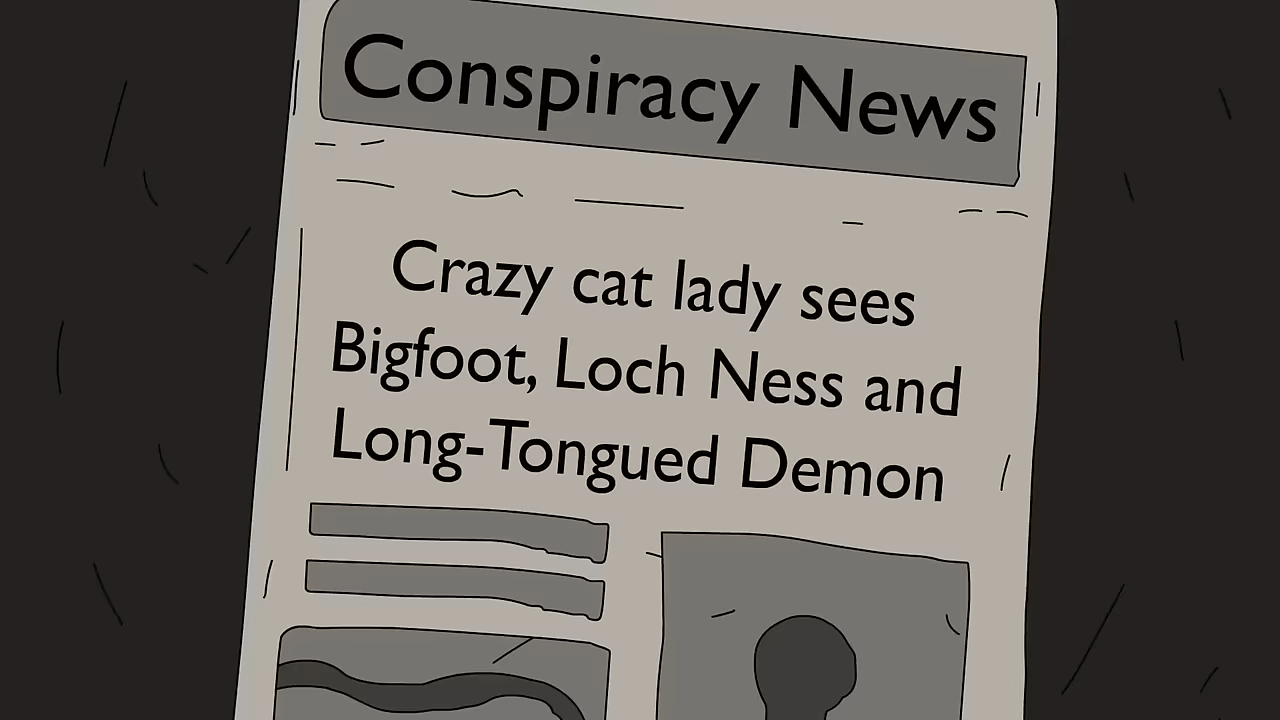 Conspiracy News
Crazy cat lady sees
Bigfoot, Loch Ness and
Long-Tongued Demon